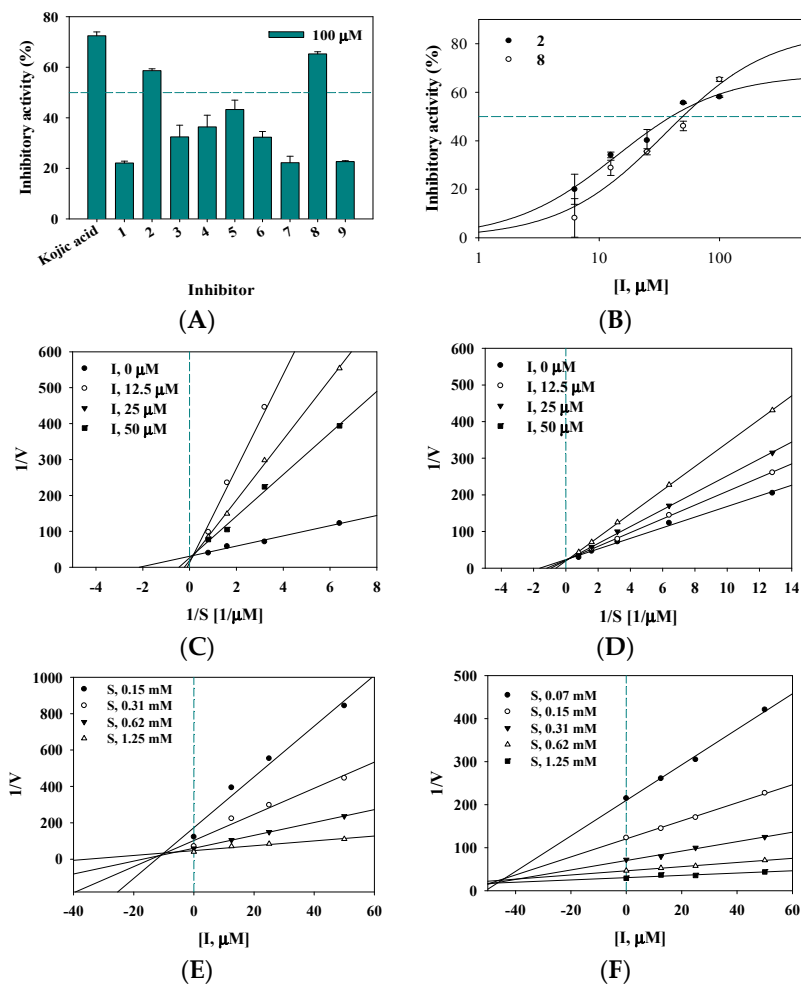 Inhibitory activity (%)
80
60
40
20
0
100 μM
Kojic acid 1 2 3 4 5 6 7 8 9
Inhibitor
(A)
Inhibitory activity (%)
80
60
40
20
0
2
8
1 10 100
[I, μM]
(B)
1/V
600
500
400
300
200
100
0
I, 0 μM
I, 12.5 μM
I, 25 μM
I, 50 μM
-4 -2 0 2 4 6 8
1/S [1/μM]
(C)
1/V
600
500
400
300
200
100
0
I, 0 μM
I, 12.5 μM
I, 25 μM
I, 50 μM
-4 -2 0 2 4 6 8 10 12 14
1/S [1/μM]
(D)
1/V
1000
800
600
400
200
0
S, 0.15 mM
S, 0.31 mM
S, 0.62 mM
S, 1.25 mM
-40 -20 0 20 40 60
[I, μM]
(E)
1/V
500
400
300
200
100
0
S, 0.07 mM
S, 0.15 mM
S, 0.31 mM
S, 0.62 mM
S, 1.25 mM
-40 -20 0 20 40 60
[I, μM]
(F)